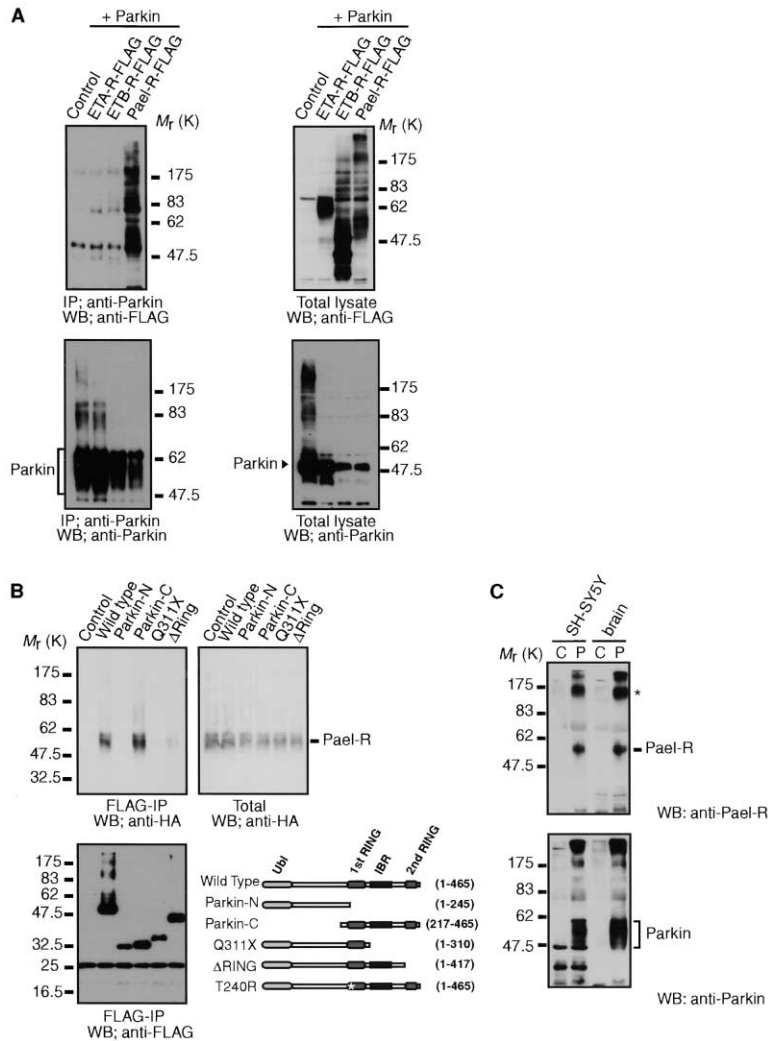 A
+ Parkin
Control
ETA-R-FLAG
ETB-R-FLAG
Pael-R-FLAG
Mr (K)
175
83
62
47.5
IP; anti-Parkin
WB; anti-FLAG
+ Parkin
Control
ETA-R-FLAG
ETB-R-FLAG
Pael-R-FLAG
Mr (K)
175
83
62
47.5
Total lysate
WB; anti-FLAG
Parkin
175
83
62
47.5
IP; anti-Parkin
WB; anti-Parkin
Parkin
175
83
62
47.5
Total lysate
WB; anti-Parkin
B
Control
Wild type
Parkin-N
Parkin-C
Q311X
ΔRing
Mr (K)
175
83
62
47.5
32.5
FLAG-IP
WB; anti-HA
Control
Wild type
Parkin-N
Parkin-C
Q311X
ΔRing
Pael-R
Total
WB; anti-HA
175
83
62
47.5
32.5
25
16.5
FLAG-IP
WB; anti-FLAG
Ubl
1st RING
IBR
2nd RING
Wild Type (1-465)
Parkin-N (1-245)
Parkin-C (217-465)
Q311X (1-310)
ΔRING (1-417)
T240R * (1-465)
C
SH-SY5Y
brain
Mr (K) C P C P
175
83
62
47.5
*
Pael-R
WB: anti-Pael-R
175
83
62
47.5
Parkin
WB: anti-Parkin